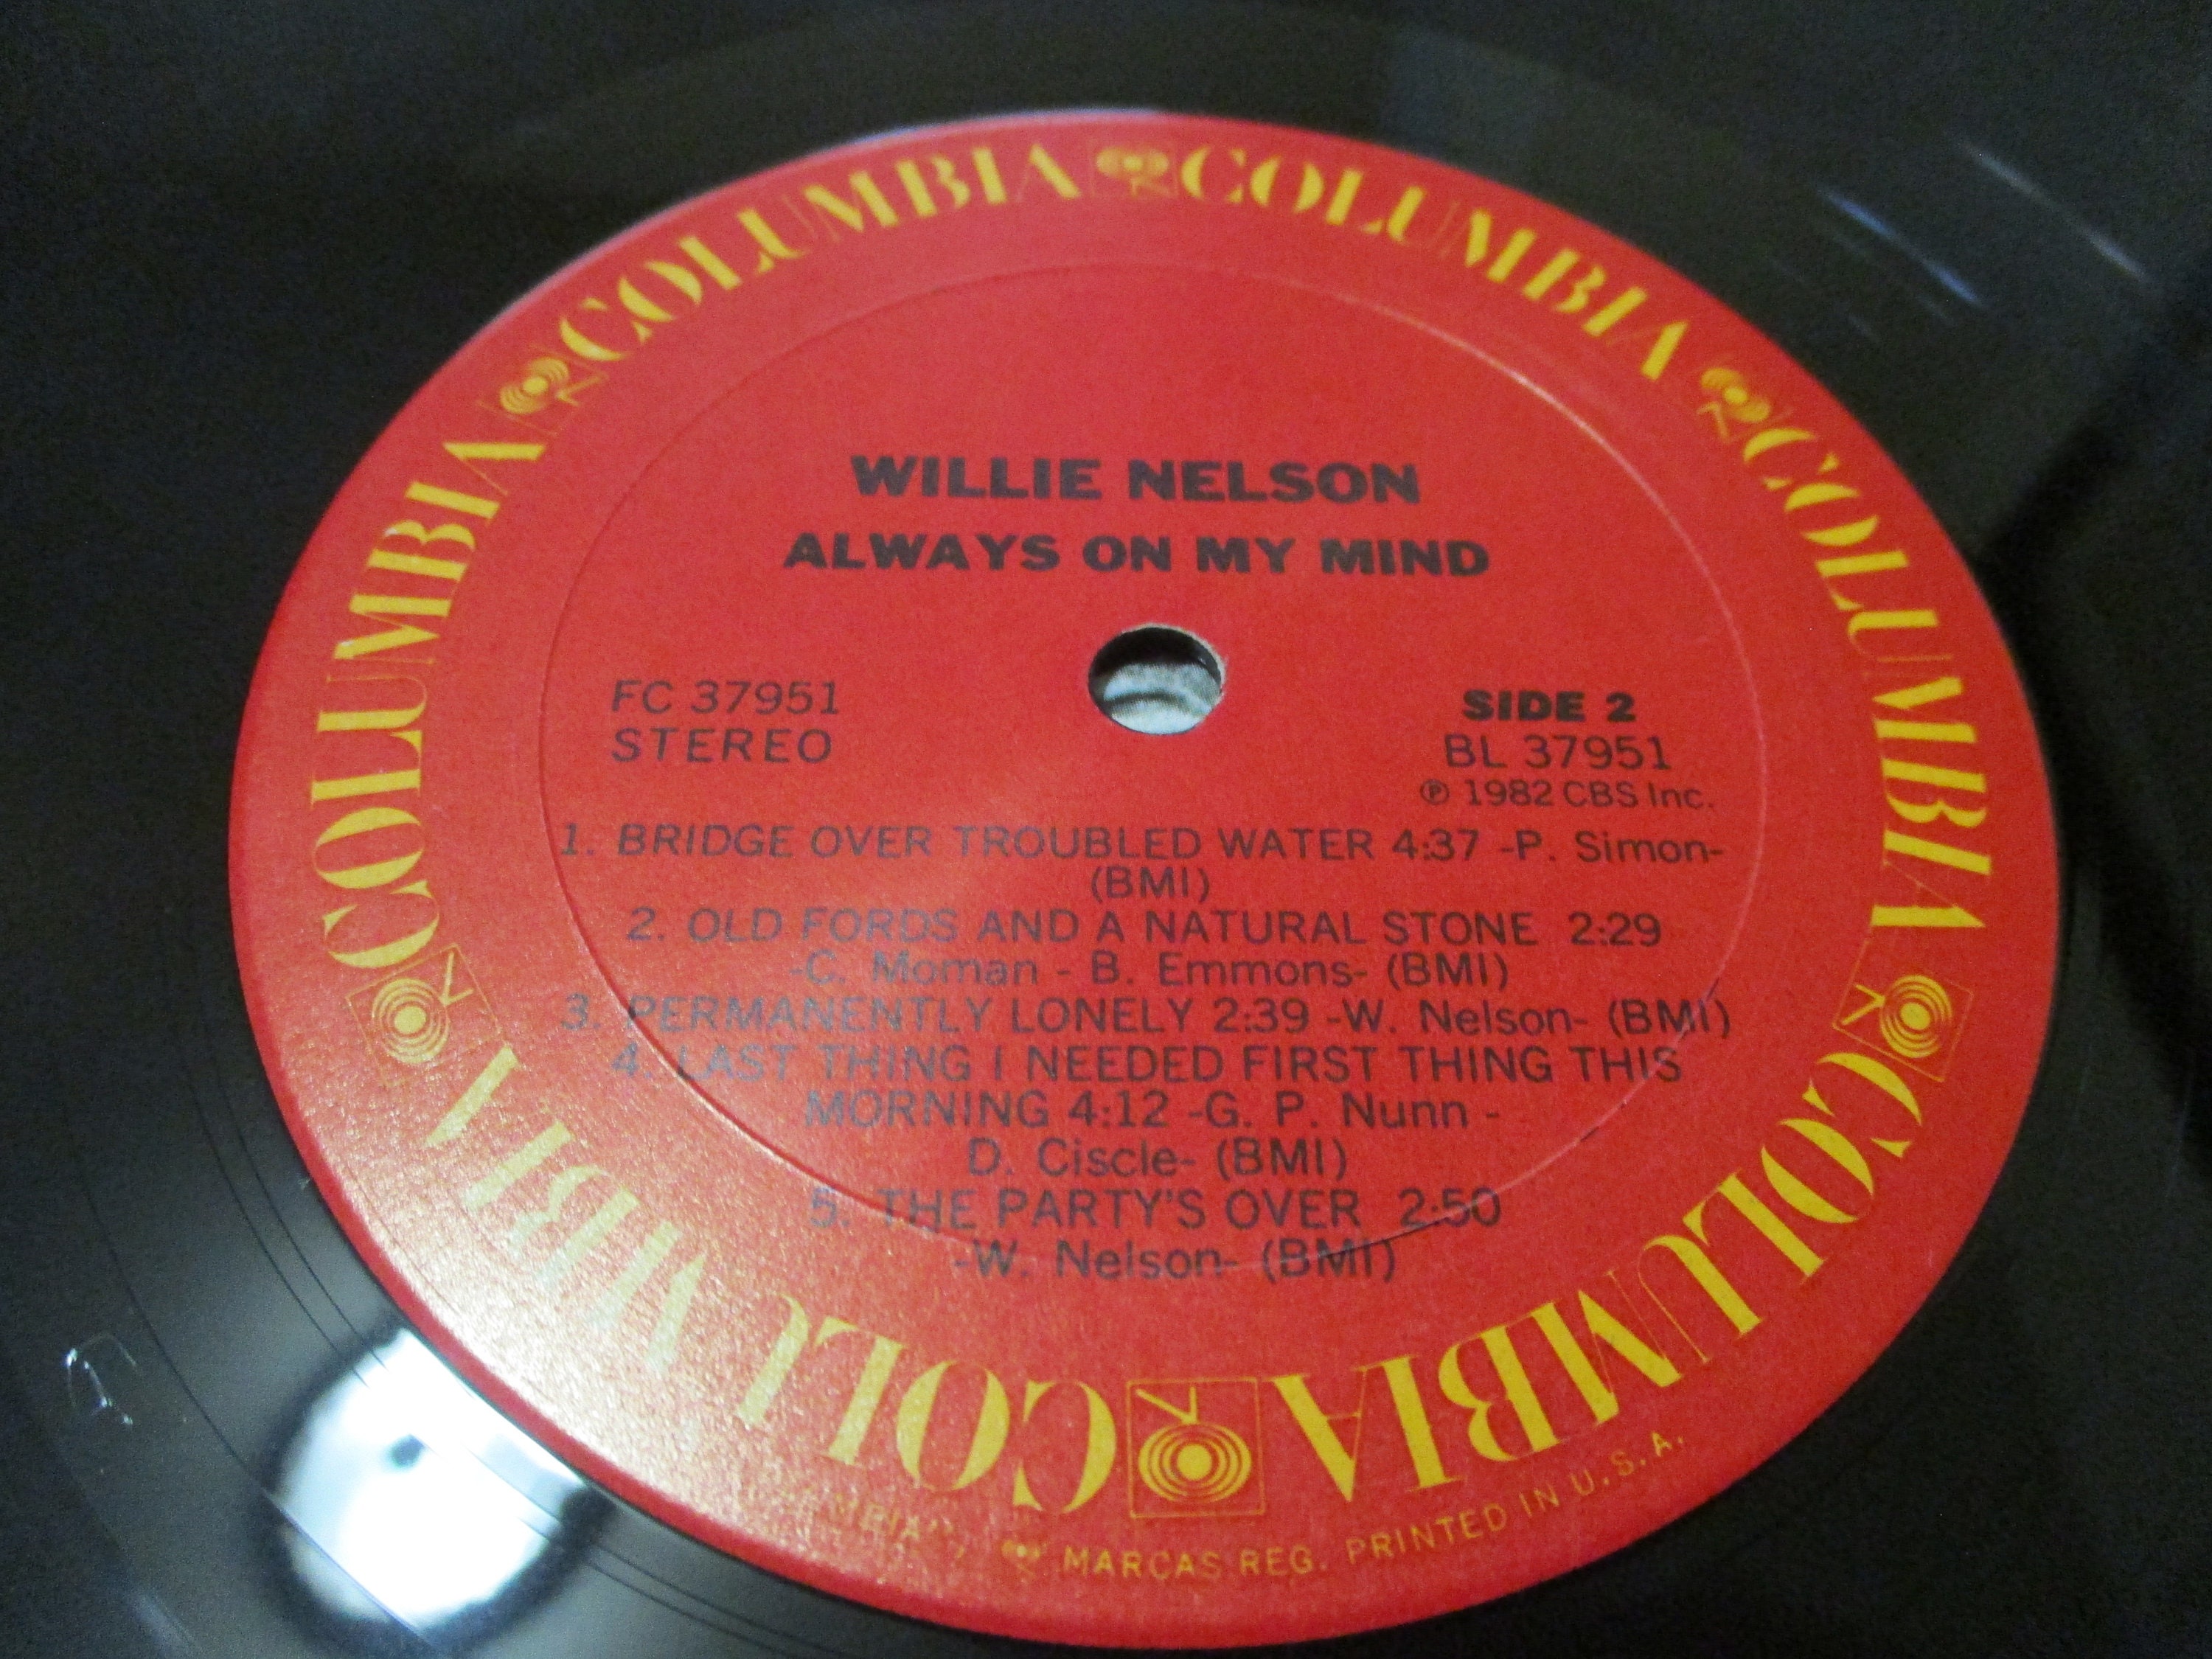 COLUMBIA COLUMBIA COLUMBIA COLUMBIA COLUMBIA COLUMBIA
WILLIE NELSON
ALWAYS ON MY MIND
FC 37951
STEREO
SIDE 2
BL 37951
℗ 1982 CBS Inc.
1. BRIDGE OVER TROUBLED WATER 4:37 -P. Simon-
(BMI)
2. OLD FORDS AND A NATURAL STONE 2:29
-C. Moman - B. Emmons- (BMI)
3. PERMANENTLY LONELY 2:39 -W. Nelson- (BMI)
4. LAST THING I NEEDED FIRST THING THIS
MORNING 4:12 -G. P. Nunn -
D. Ciscle- (BMI)
5. THE PARTY'S OVER 2:50
-W. Nelson- (BMI)
MARCAS REG. PRINTED IN U.S.A.